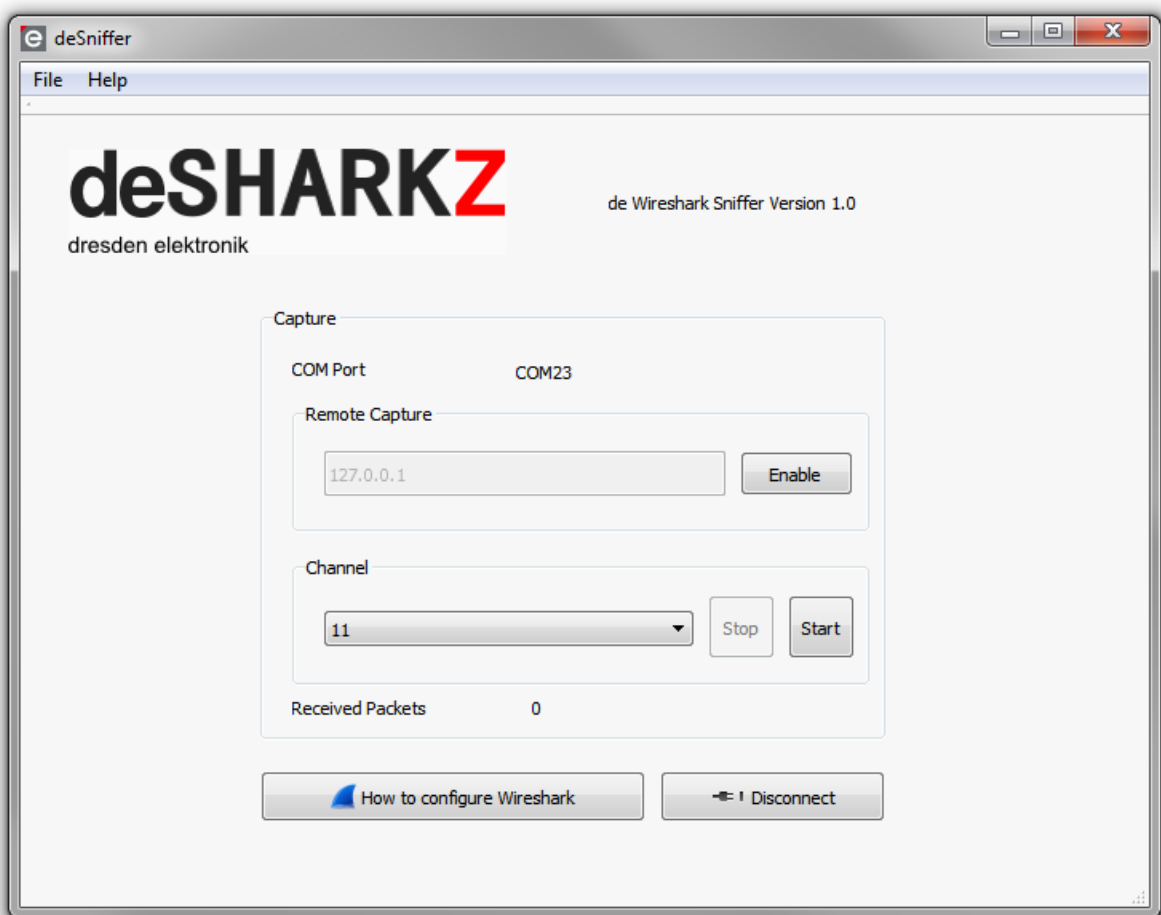 deSniffer
File Help
deSHARKZ
dresden elektronik
de Wireshark Sniffer Version 1.0
Capture
COM Port COM23
Remote Capture
127.0.0.1 Enable
Channel
11 Stop Start
Received Packets 0
How to configure Wireshark Disconnect